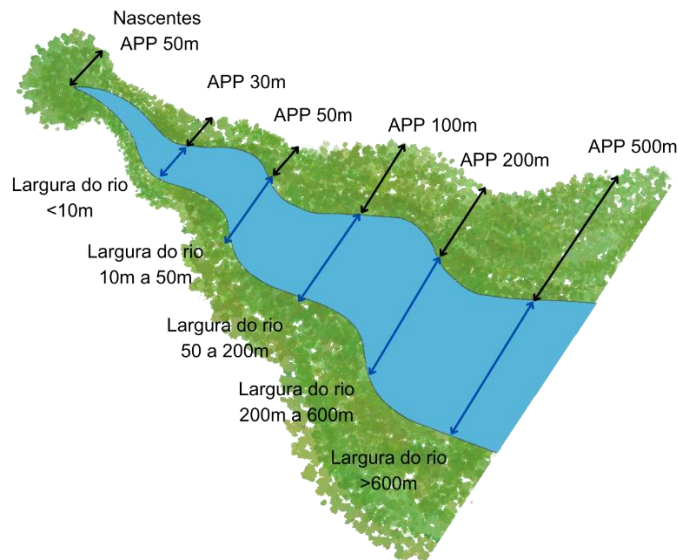 Nascentes
APP 50m
APP 30m
APP 50m
APP 100m
APP 200m
APP 500m
Largura do rio
<10m
Largura do rio
10m a 50m
Largura do rio
50 a 200m
Largura do rio
200m a 600m
Largura do rio
>600m